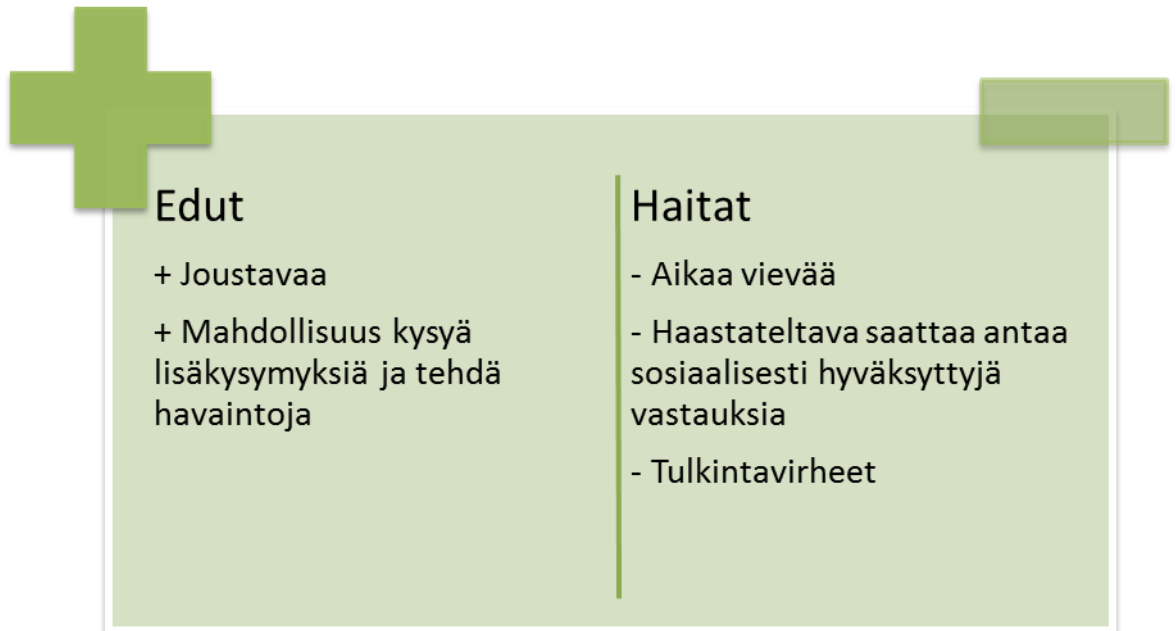 Edut
+ Joustavaa
+ Mahdollisuus kysyä
lisäkysymyksiä ja tehdä
havaintoja
Haitat
- Aikaa vievää
- Haastateltava saattaa antaa
sosiaalisesti hyväksyttyjä
vastauksia
- Tulkintavirheet